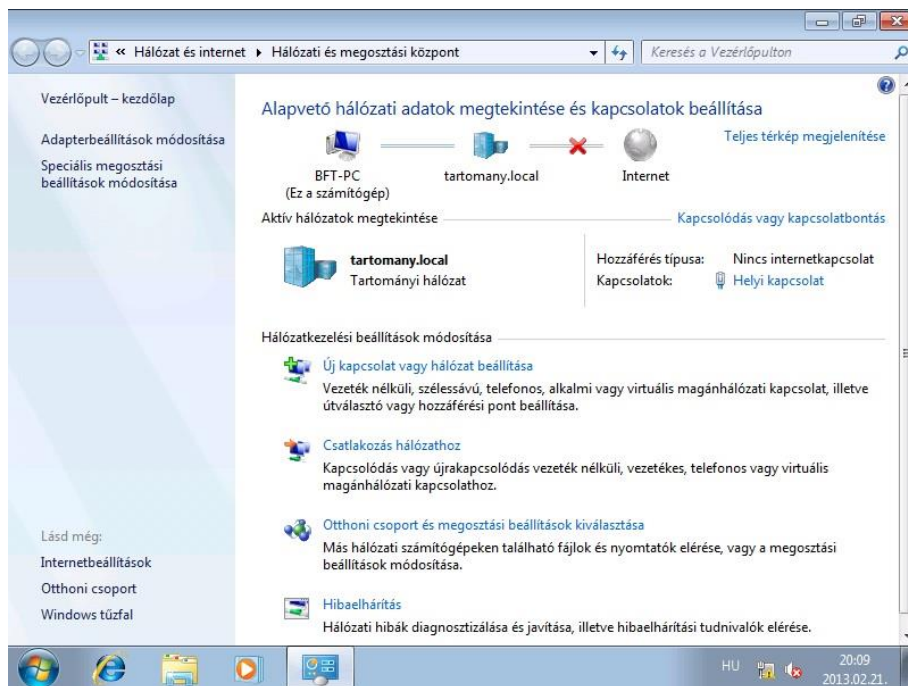 « Hálózat és internet ▸ Hálózati és megosztási központ
Keresés a Vezérlőpulton
Vezérlőpult – kezdőlap
Adapterbeállítások módosítása
Speciális megosztási
beállítások módosítása
Alapvető hálózati adatok megtekintése és kapcsolatok beállítása
Teljes térkép megjelenítése
BFT-PC
(Ez a számítógép)
tartomany.local
Internet
Aktív hálózatok megtekintése
Kapcsolódás vagy kapcsolatbontás
tartomany.local
Tartományi hálózat
Hozzáférés típusa: Nincs internetkapcsolat
Kapcsolatok: Helyi kapcsolat
Hálózatkezelési beállítások módosítása
Új kapcsolat vagy hálózat beállítása
Vezeték nélküli, szélessávú, telefonos, alkalmi vagy virtuális magánhálózati kapcsolat, illetve
útválasztó vagy hozzáférési pont beállítása.
Csatlakozás hálózathoz
Kapcsolódás vagy újrakapcsolódás vezeték nélküli, vezetékes, telefonos vagy virtuális
magánhálózati kapcsolathoz.
Otthoni csoport és megosztási beállítások kiválasztása
Más hálózati számítógépeken található fájlok és nyomtatók elérése, vagy a megosztási
beállítások módosítása.
Hibaelhárítás
Hálózati hibák diagnosztizálása és javítása, illetve hibaelhárítási tudnivalók elérése.
Lásd még:
Internetbeállítások
Otthoni csoport
Windows tűzfal
HU
20:09
2013.02.21.